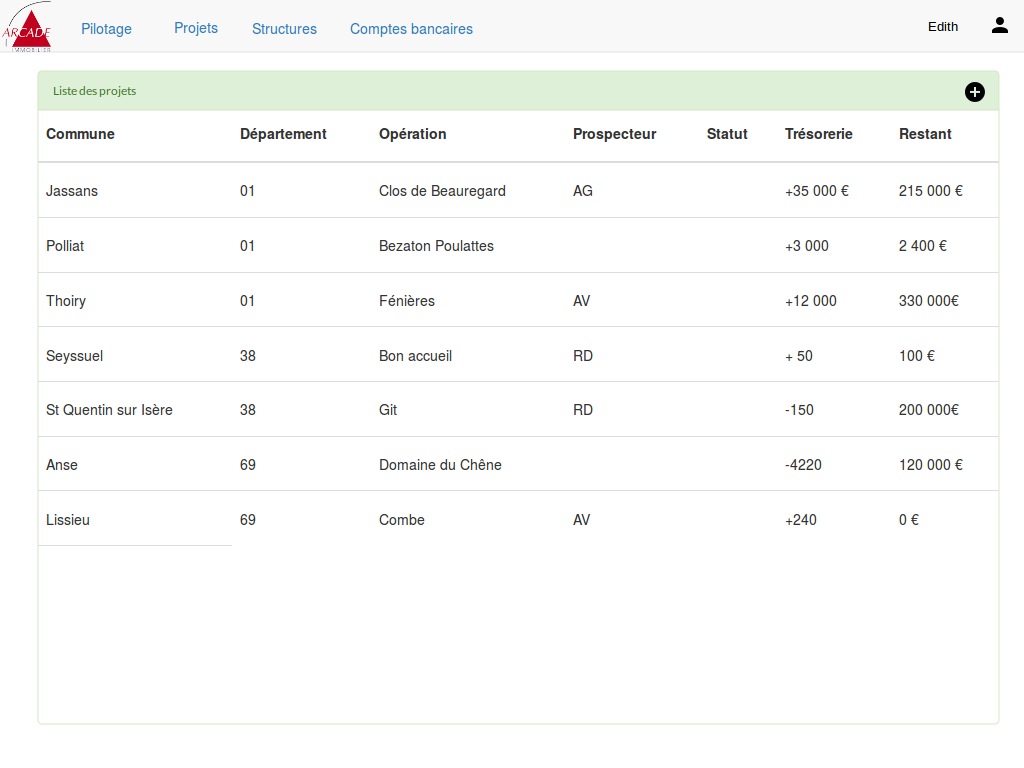 ARCADE
IMMOBILIER
Pilotage Projets Structures Comptes bancaires Edith
Liste des projets
Commune Département Opération Prospecteur Statut Trésorerie Restant
Jassans 01 Clos de Beauregard AG +35 000 € 215 000 €
Polliat 01 Bezaton Poulattes +3 000 2 400 €
Thoiry 01 Fénières AV +12 000 330 000€
Seyssuel 38 Bon accueil RD + 50 100 €
St Quentin sur Isère 38 Git RD -150 200 000€
Anse 69 Domaine du Chêne -4220 120 000 €
Lissieu 69 Combe AV +240 0 €